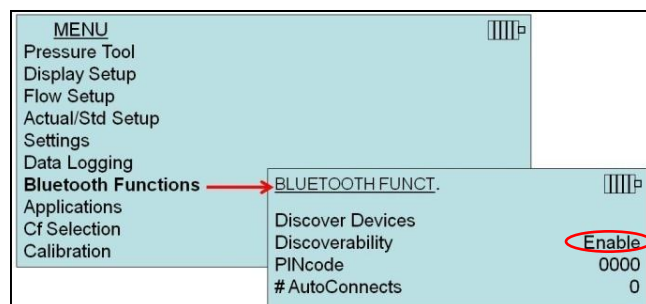 MENU
Pressure Tool
Display Setup
Flow Setup
Actual/Std Setup
Settings
Data Logging
Bluetooth Functions
Applications
Cf Selection
Calibration
BLUETOOTH FUNCT.
Discover Devices
Discoverability Enable
PINcode 0000
# AutoConnects 0